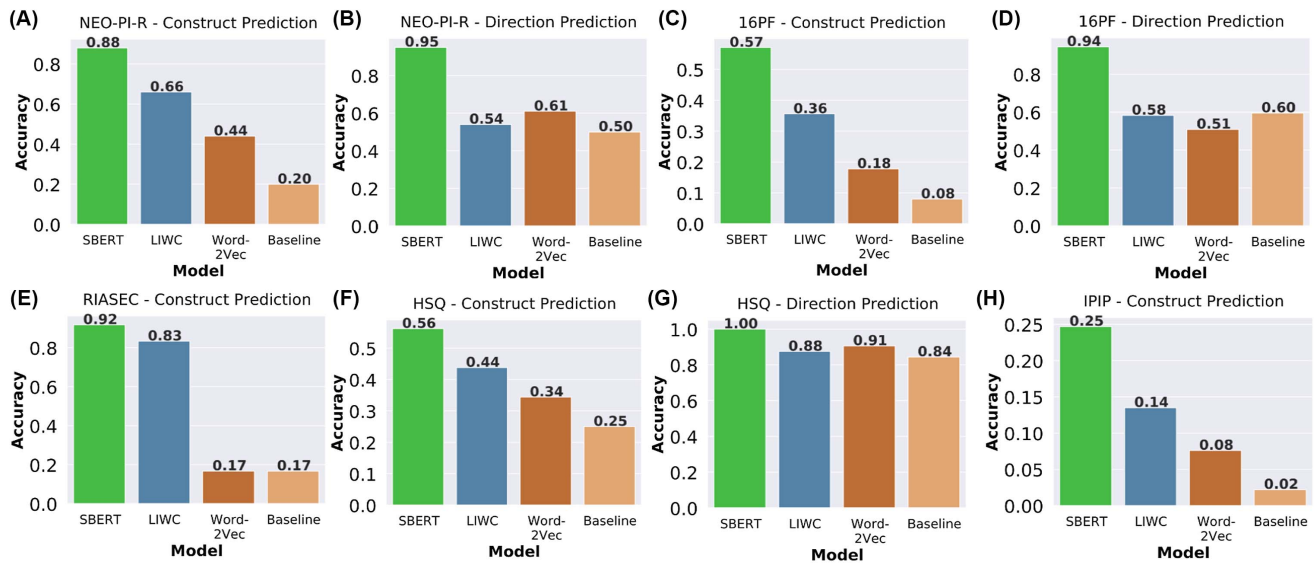 (A) NEO-PI-R - Construct Prediction
0.88
0.66
0.44
0.20
0.8
0.6
0.4
0.2
0.0
Accuracy
SBERT LIWC Word-2Vec Baseline
Model
(B) NEO-PI-R - Direction Prediction
0.95
0.54
0.61
0.50
0.8
0.6
0.4
0.2
0.0
Accuracy
SBERT LIWC Word-2Vec Baseline
Model
(C) 16PF - Construct Prediction
0.57
0.36
0.18
0.08
0.5
0.4
0.3
0.2
0.1
0.0
Accuracy
SBERT LIWC Word-2Vec Baseline
Model
(D) 16PF - Direction Prediction
0.94
0.58
0.51
0.60
0.8
0.6
0.4
0.2
0.0
Accuracy
SBERT LIWC Word-2Vec Baseline
Model
(E) RIASEC - Construct Prediction
0.92
0.83
0.17
0.17
0.8
0.6
0.4
0.2
0.0
Accuracy
SBERT LIWC Word-2Vec Baseline
Model
(F) HSQ - Construct Prediction
0.56
0.44
0.34
0.25
0.5
0.4
0.3
0.2
0.1
0.0
Accuracy
SBERT LIWC Word-2Vec Baseline
Model
(G) HSQ - Direction Prediction
1.00
0.88
0.91
0.84
1.0
0.8
0.6
0.4
0.2
0.0
Accuracy
SBERT LIWC Word-2Vec Baseline
Model
(H) IPIP - Construct Prediction
0.25
0.14
0.08
0.02
0.25
0.20
0.15
0.10
0.05
0.00
Accuracy
SBERT LIWC Word-2Vec Baseline
Model